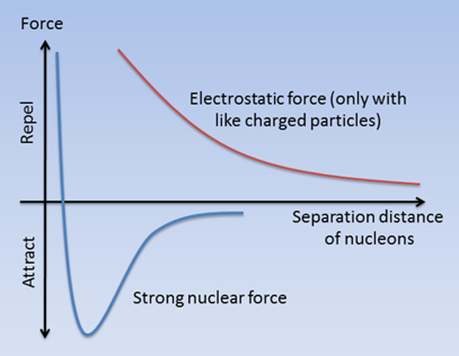 Force
Repel
Electrostatic force (only with
like charged particles)
Separation distance
of nucleons
Attract
Strong nuclear force